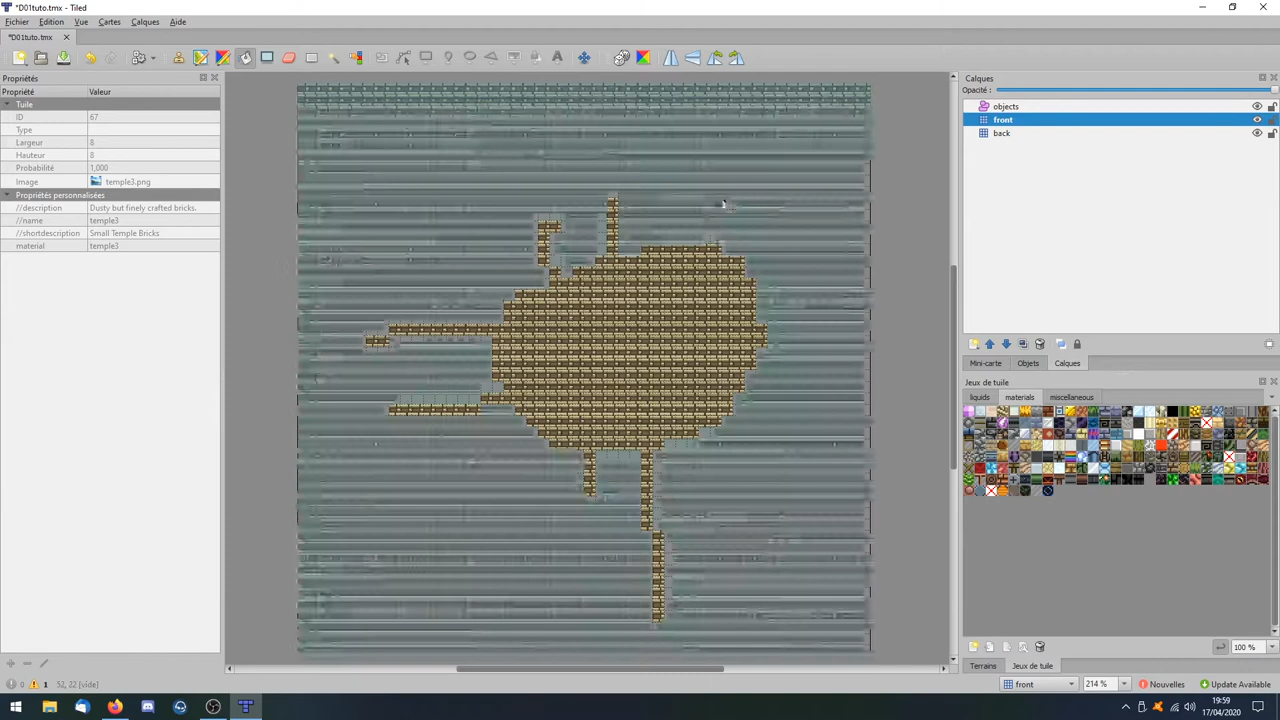 *D01tuto.tmx - Tiled
Fichier Edition Vue Cartes Calques Aide
*D01tuto.tmx
Propriétés
Propriété Valeur
Tuile
ID 67
Type
Largeur 8
Hauteur 8
Probabilité 1,000
Image temple3.png
Propriétés personnalisées
//description Dusty but finely crafted bricks.
//name temple3
//shortdescription Small Temple Bricks
material temple3
Calques
Opacité :
objects
front
back
Mini-carte Objets Calques
Jeux de tuile
liquids materials miscellaneous
100 %
Terrains Jeux de tuile
0 1 52, 22 [vide] front 214 % Nouvelles Update Available
19:59
17/04/2020